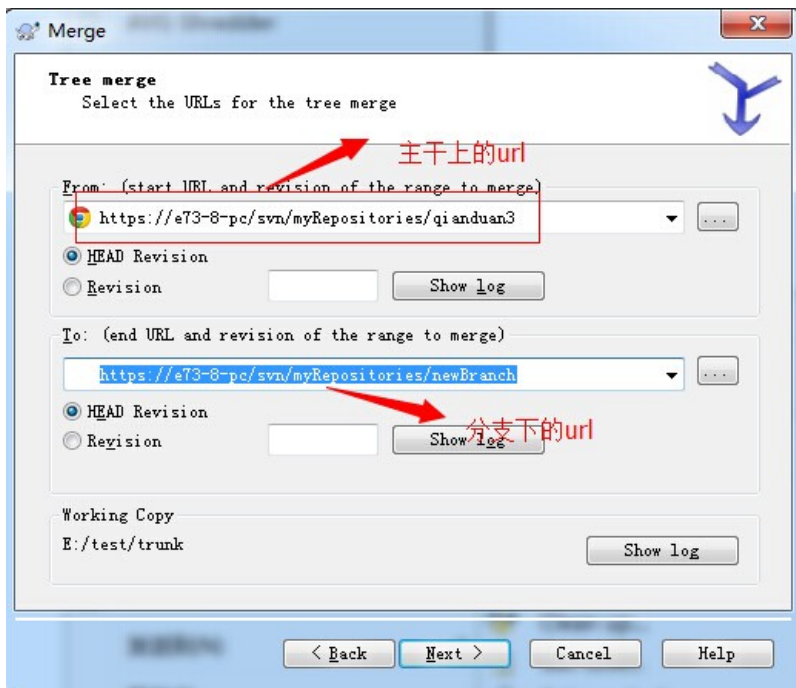 Merge
Tree merge
Select the URLs for the tree merge
主干上的url
From: (start URL and revision of the range to merge)
https://e73-8-pc/svn/myRepositories/qianduan3
...
HEAD Revision
Revision
Show log
To: (end URL and revision of the range to merge)
https://e73-8-pc/svn/myRepositories/newBranch
...
HEAD Revision
Revision
Show log
分支下的url
Working Copy
E:/test/trunk
Show log
< Back
Next >
Cancel
Help